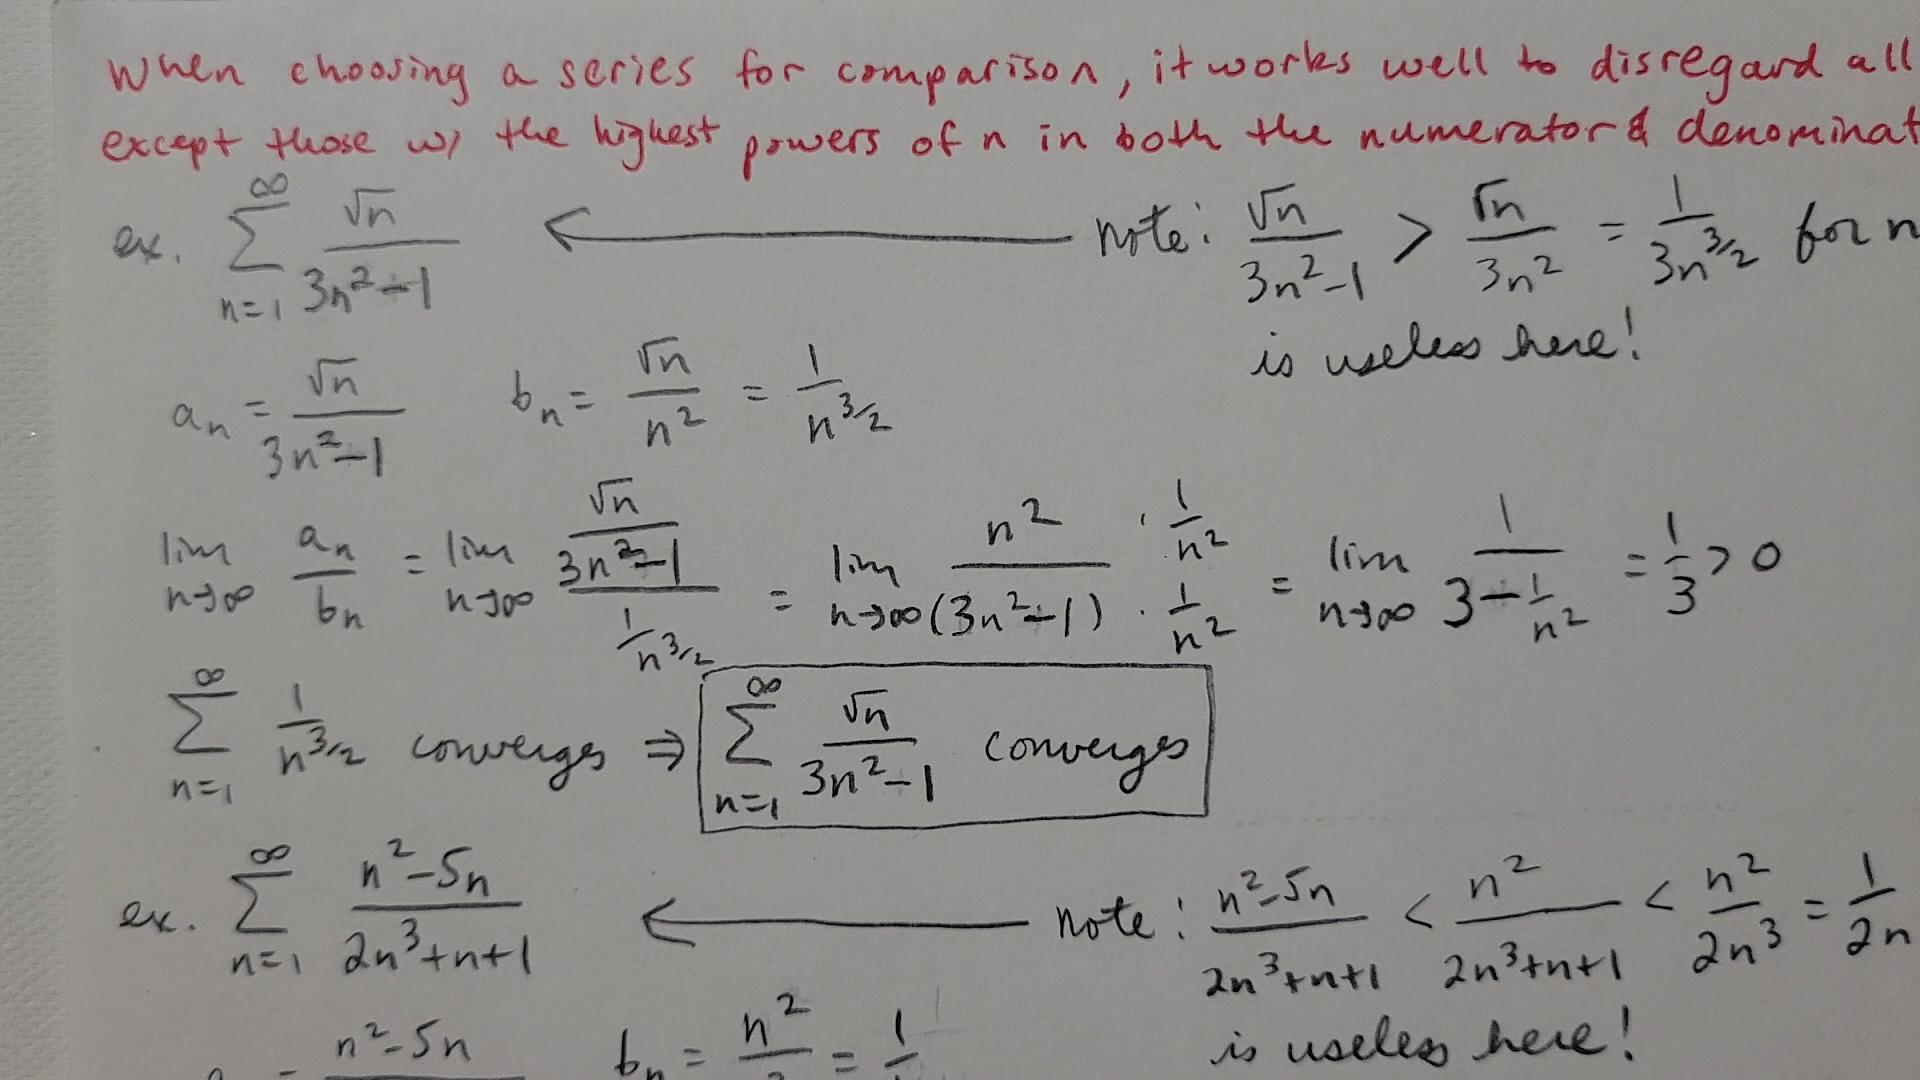 When choosing a series for comparison, it works well to disregard all
except those w/ the highest powers of n in both the numerator &
ex. ∑_{n=1}^{∞} √n/(3n²-1) ← note: √n/(3n²-1) > √n/(3n²) = 1/(3n^{3/2}) for n
is useless here!
a_n = √n/(3n²-1) b_n = √n/n² = 1/n^{3/2}
lim_{n→∞} a_n/b_n = lim_{n→∞} (√n/(3n²-1))/(1/n^{3/2}) = lim_{n→∞} n²/(3n²-1) · (1/n²)/(1/n²) = lim_{n→∞} 1/(3-1/n²) = 1/3 > 0
∑_{n=1}^{∞} 1/n^{3/2} converges ⇒ ∑_{n=1}^{∞} √n/(3n²-1) converges
ex. ∑_{n=1}^{∞} (n²-5n)/(2n³+n+1) ← note: (n²-5n)/(2n³+n+1) < n²/(2n³+n+1) < n²/(2n³) = 1/(2n)
is useless here!
n²-5n b_n = n² = 1